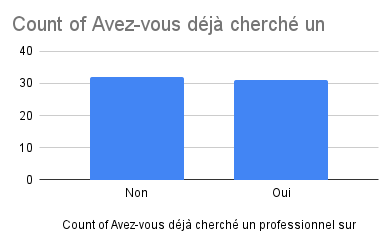 Count of Avez-vous déjà cherché un
40
30
20
10
0
Non Oui
Count of Avez-vous déjà cherché un professionnel sur